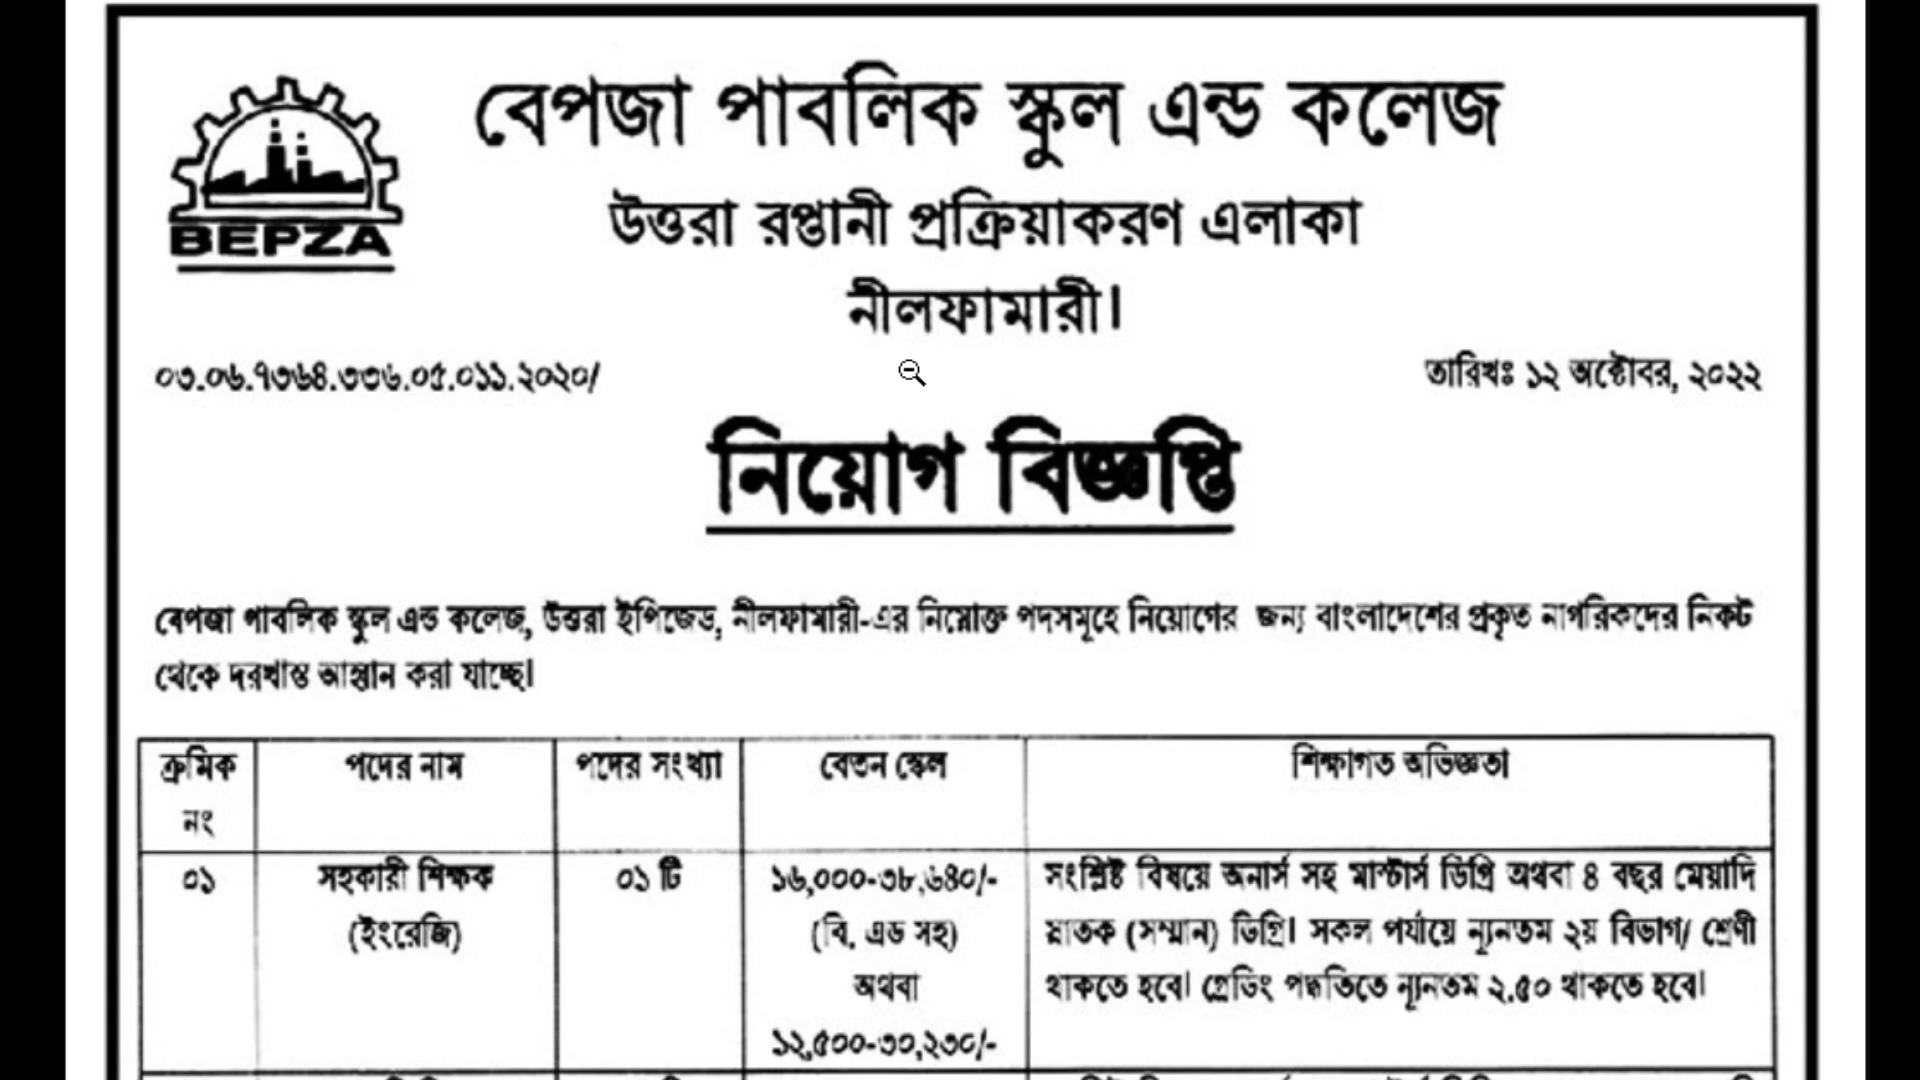 বেপজা পাবলিক স্কুল এন্ড কলেজ
উত্তরা রপ্তানী প্রক্রিয়াকরণ এলাকা
BEPZA
নীলফামারী।
০৩.০৬.৭৩৬৪.৩৩৬.০৫.০১১.২০২০/ তারিখঃ ১২ অক্টোবর, ২০২২
নিয়োগ বিজ্ঞপ্তি
বেপজা পাবলিক স্কুল এন্ড কলেজ, উত্তরা ইপিজেড, নীলফামারী-এর নিম্নোক্ত পদসমূহে নিয়োগের জন্য বাংলাদেশের প্রকৃত নাগরিকদের নিকট
থেকে দরখাস্ত আহ্বান করা যাচ্ছে।
ক্রমিক পদের নাম পদের সংখ্যা বেতন স্কেল শিক্ষাগত অভিজ্ঞতা
নং
০১ সহকারী শিক্ষক ০১ টি ১৬,০০০-৩৮,৬৪০/- সংশ্লিষ্ট বিষয়ে অনার্স সহ মাস্টার্স ডিগ্রি অথবা ৪ বছর মেয়াদি
(ইংরেজি) (বি. এড সহ) স্নাতক (সম্মান) ডিগ্রি। সকল পর্যায়ে ন্যূনতম ২য় বিভাগ/ শ্রেণী
অথবা থাকতে হবে। গ্রেডিং পদ্ধতিতে ন্যূনতম ২.৫০ থাকতে হবে।
১২,৫০০-৩০,২৩০/-